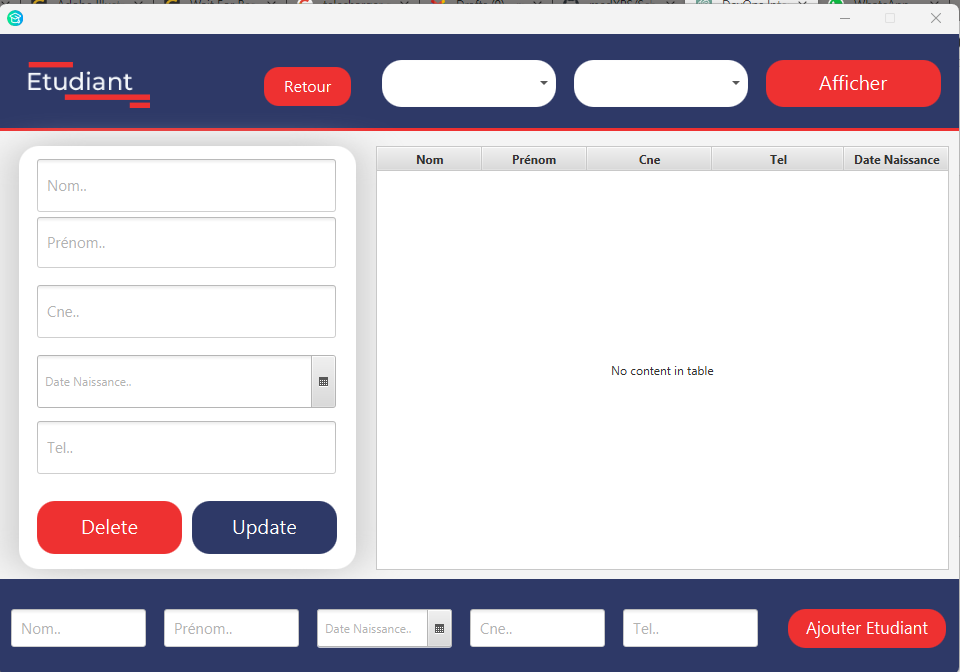 Etudiant
Retour
Afficher
Nom..
Prénom..
Cne..
Date Naissance..
Tel..
Delete
Update
Nom Prénom Cne Tel Date Naissance
No content in table
Nom.. Prénom.. Date Naissance.. Cne.. Tel.. Ajouter Etudiant